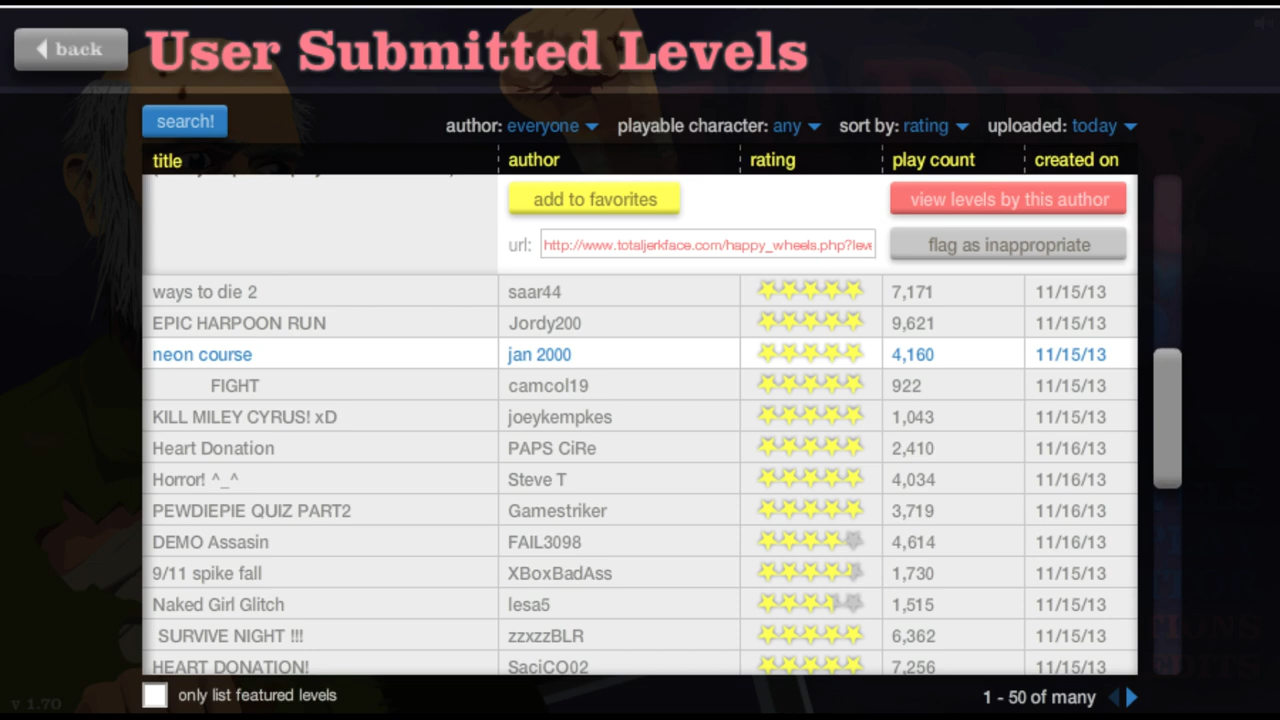 back
User Submitted Levels
search!
author: everyone playable character: any sort by: rating uploaded: today
title author rating play count created on
add to favorites view levels by this author
url: http://www.totaljerkface.com/happy_wheels.php?leve flag as inappropriate
ways to die 2 saar44 7,171 11/15/13
EPIC HARPOON RUN Jordy200 9,621 11/15/13
neon course jan 2000 4,160 11/15/13
FIGHT camcol19 922 11/15/13
KILL MILEY CYRUS! xD joeykempkes 1,043 11/15/13
Heart Donation PAPS CiRe 2,410 11/16/13
Horror! ^_^ Steve T 4,034 11/16/13
PEWDIEPIE QUIZ PART2 Gamestriker 3,719 11/16/13
DEMO Assasin FAIL3098 4,614 11/16/13
9/11 spike fall XBoxBadAss 1,730 11/15/13
Naked Girl Glitch lesa5 1,515 11/15/13
SURVIVE NIGHT !!! zzxzzBLR 6,362 11/15/13
HEART DONATION! SaciCO02 7,256 11/15/13
only list featured levels 1 - 50 of many
v 1.70